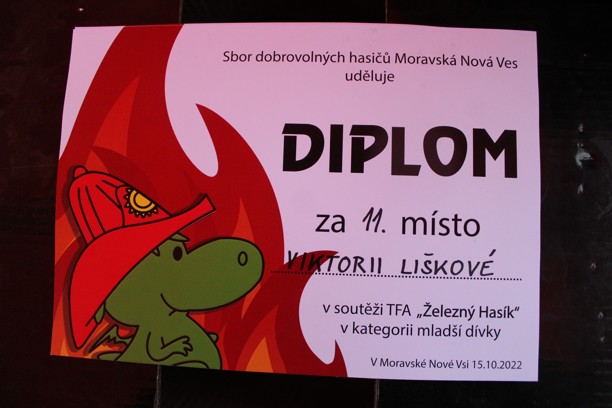 Sbor dobrovolných hasičů Moravská Nová Ves
uděluje
DIPLOM
za 11. místo
VIKTORII LIŠKOVÉ
v soutěži TFA „Železný Hasík“
v kategorii mladší dívky
V Moravské Nové Vsi 15.10.2022